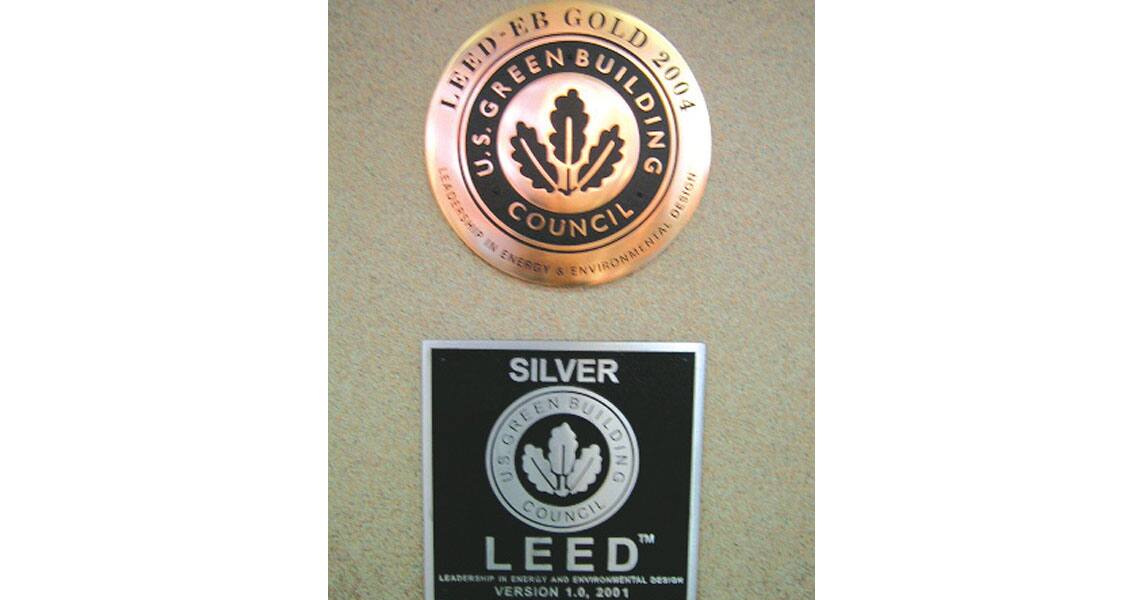 LEED-EB GOLD 2004
U.S. GREEN BUILDING
COUNCIL
LEADERSHIP IN ENERGY & ENVIRONMENTAL DESIGN
SILVER
U.S. GREEN BUILDING
COUNCIL
LEED™
LEADERSHIP IN ENERGY AND ENVIRONMENTAL DESIGN
VERSION 1.0, 2001